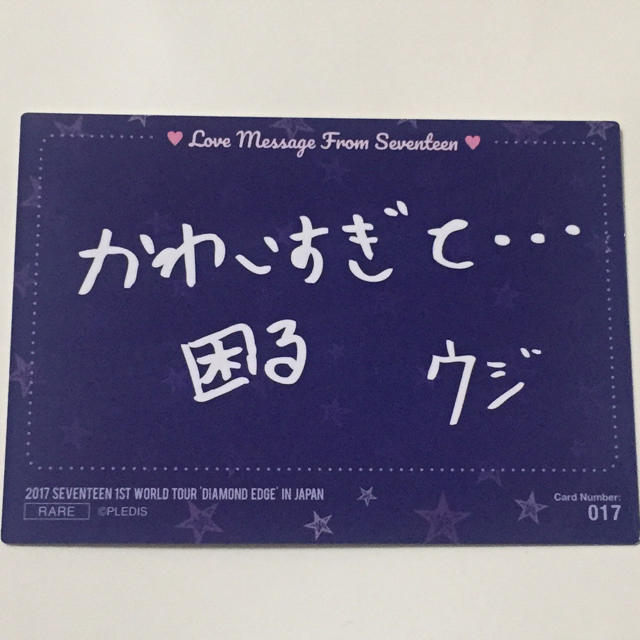 Love Message From Seventeen
かわいすぎて...
困る
ウジ
2017 SEVENTEEN 1ST WORLD TOUR 'DIAMOND EDGE' IN JAPAN
RARE ©PLEDIS
Card Number:
017